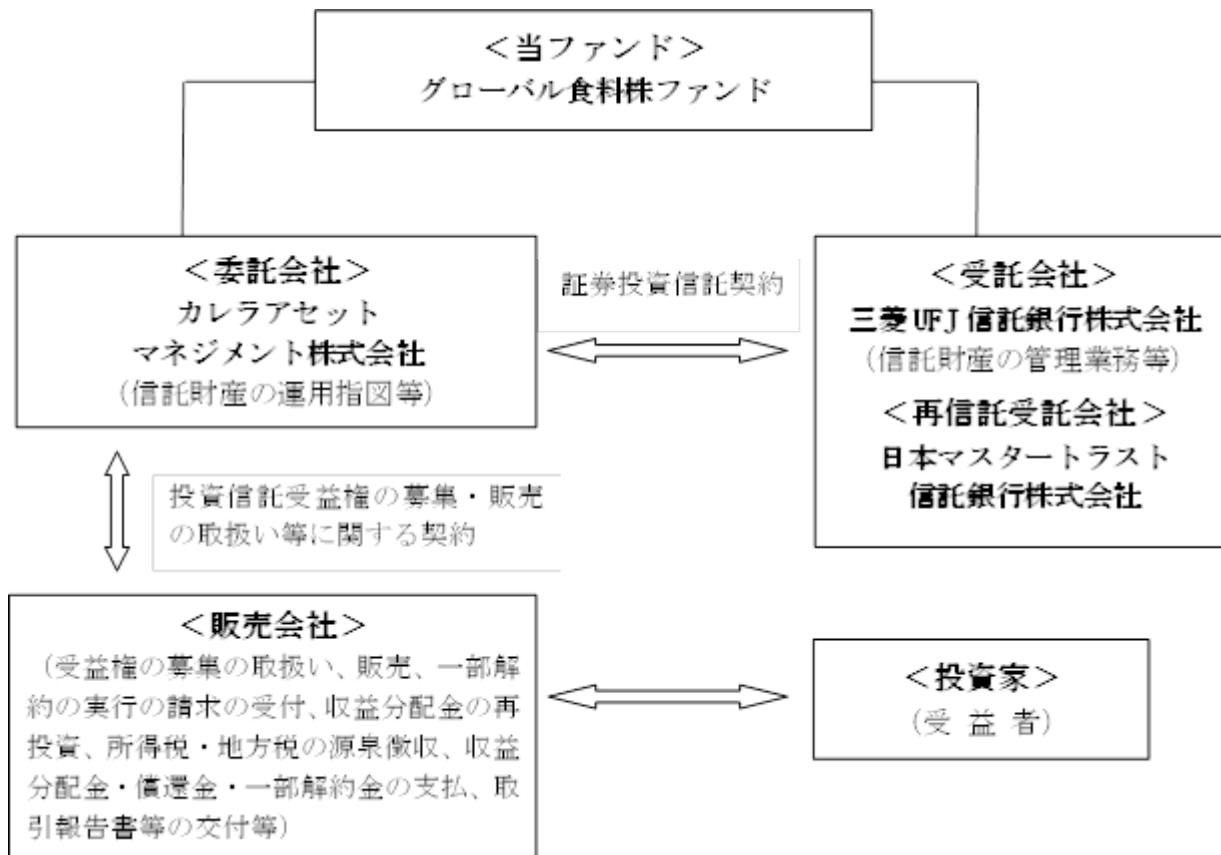 ＜当ファンド＞
グローバル食料株ファンド
＜委託会社＞
カレラアセット
マネジメント株式会社
（信託財産の運用指図等）
証券投資信託契約
＜受託会社＞
三菱UFJ信託銀行株式会社
（信託財産の管理業務等）
＜再信託受託会社＞
日本マスタートラスト
信託銀行株式会社
投資信託受益権の募集・販売
の取扱い等に関する契約
＜販売会社＞
（受益権の募集の取扱い、販売、一部解
約の実行の請求の受付、収益分配金の再
投資、所得税・地方税の源泉徴収、収益
分配金・償還金・一部解約金の支払、取
引報告書等の交付等）
＜投資家＞
（受 益 者）